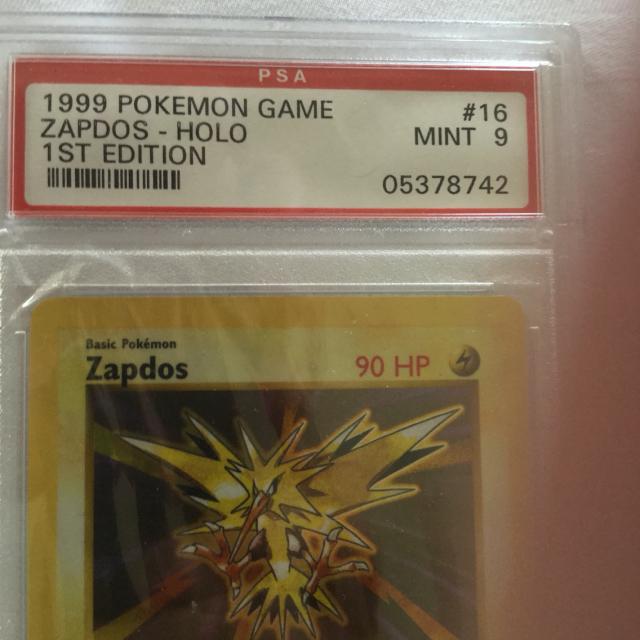 PSA
1999 POKEMON GAME #16
ZAPDOS - HOLO MINT 9
1ST EDITION
05378742
Basic Pokémon
Zapdos 90 HP